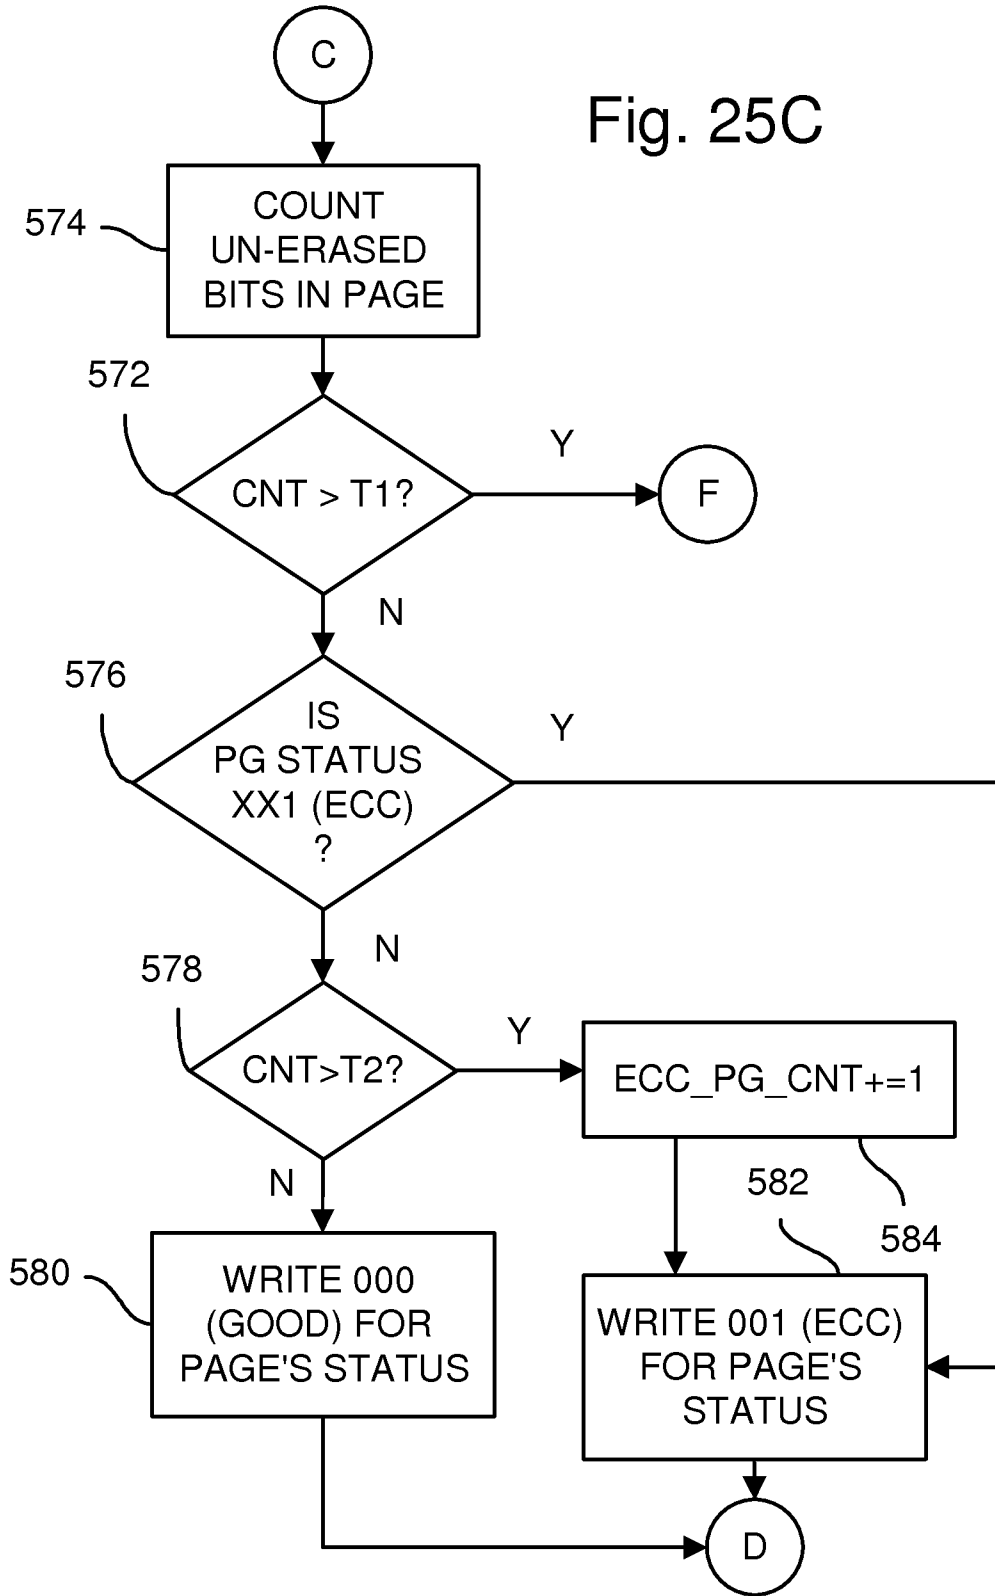 C
Fig. 25C
574
COUNT
UN-ERASED
BITS IN PAGE
572
CNT > T1?
Y
F
N
576
IS
PG STATUS
XX1 (ECC)
?
Y
N
578
CNT>T2?
Y
ECC_PG_CNT+=1
N
582
584
580
WRITE 000
(GOOD) FOR
PAGE'S STATUS
WRITE 001 (ECC)
FOR PAGE'S
STATUS
D